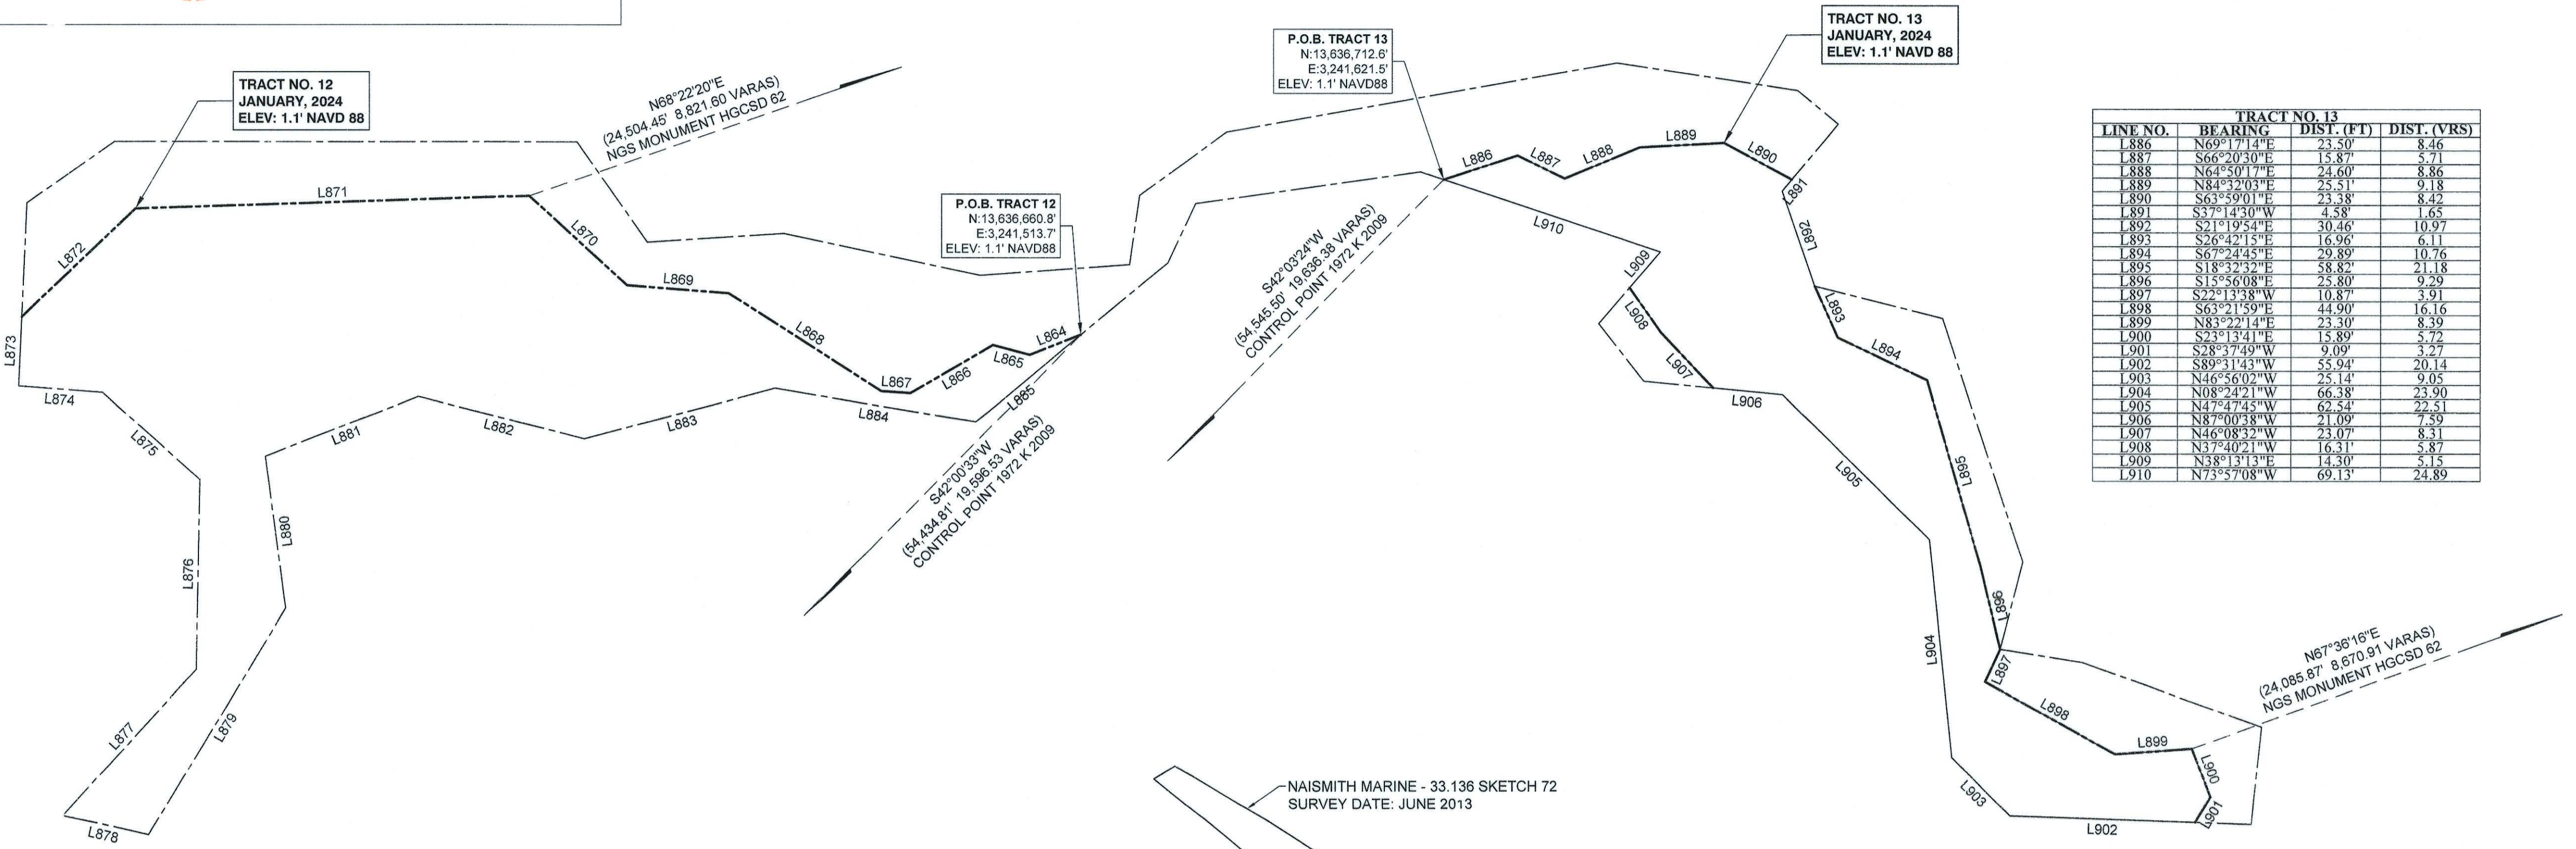 TRACT NO. 12
JANUARY, 2024
ELEV: 1.1' NAVD 88
N68°22'20"E
(24,504.45' 8,821.60 VARAS)
NGS MONUMENT HGCSD 62
P.O.B. TRACT 12
N:13,636,660.8'
E:3,241,513.7'
ELEV: 1.1' NAVD88
P.O.B. TRACT 13
N:13,636,712.6'
E:3,241,621.5'
ELEV: 1.1' NAVD88
TRACT NO. 13
JANUARY, 2024
ELEV: 1.1' NAVD 88
L871
L872
L873
L874
L875
L876
L877
L878
L879
L880
L881
L882
L883
L884
L885
L870
L869
L868
L867
L866
L865
L864
S42°00'33"W
(54,434.81' 19,596.53 VARAS)
CONTROL POINT 1972 K 2009
S42°03'24"W
(54,545.50' 19,636.38 VARAS)
CONTROL POINT 1972 K 2009
L886
L887
L888
L889
L890
L891
L892
L893
L894
L895
L896
L897
L898
L899
L900
L901
L902
L903
L904
L905
L906
L907
L908
L909
L910
N67°36'16"E
(24,085.87' 8,670.91 VARAS)
NGS MONUMENT HGCSD 62
NAISMITH MARINE - 33.136 SKETCH 72
SURVEY DATE: JUNE 2013
TRACT NO. 13
LINE NO. BEARING DIST. (FT) DIST. (VRS)
L886 N69°17'14"E 23.50' 8.46
L887 S66°20'30"E 15.87' 5.71
L888 N64°50'17"E 24.60' 8.86
L889 N84°32'03"E 25.51' 9.18
L890 S63°59'01"E 23.38' 8.42
L891 S37°14'30"W 4.58' 1.65
L892 S21°19'54"E 30.46' 10.97
L893 S26°42'15"E 16.96' 6.11
L894 S67°24'45"E 29.89' 10.76
L895 S18°32'32"E 58.82' 21.18
L896 S15°56'08"E 25.80' 9.29
L897 S22°13'38"W 10.87' 3.91
L898 S63°21'59"E 44.90' 16.16
L899 N83°22'14"E 23.30' 8.39
L900 S23°13'41"E 15.89' 5.72
L901 S28°37'49"W 9.09' 3.27
L902 S89°31'43"W 55.94' 20.14
L903 N46°56'02"W 25.14' 9.05
L904 N08°24'21"W 66.38' 23.90
L905 N47°47'45"W 62.54' 22.51
L906 N87°00'38"W 21.09' 7.59
L907 N46°08'32"W 23.07' 8.31
L908 N37°40'21"W 16.31' 5.87
L909 N38°13'13"E 14.30' 5.15
L910 N73°57'08"W 69.13' 24.89